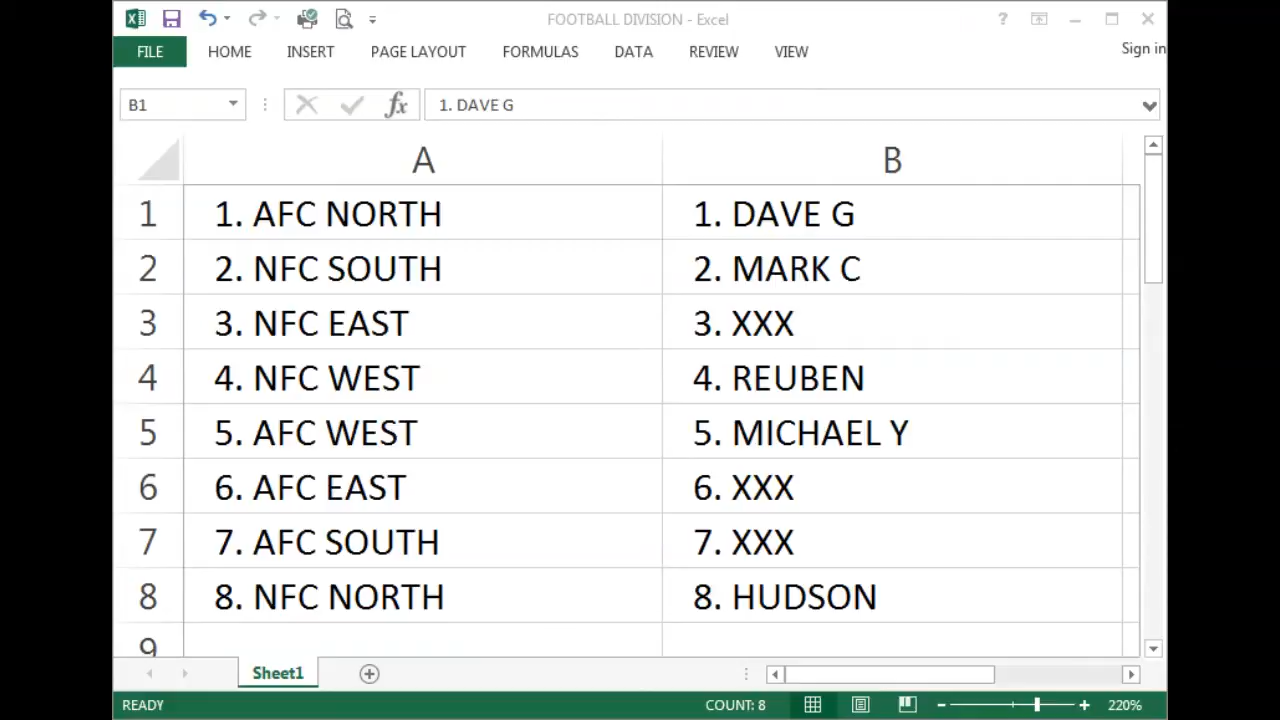 FOOTBALL DIVISION - Excel
?
FILE HOME INSERT PAGE LAYOUT FORMULAS DATA REVIEW VIEW Sign in
B1 fx 1. DAVE G
A B
1 1. AFC NORTH 1. DAVE G
2 2. NFC SOUTH 2. MARK C
3 3. NFC EAST 3. XXX
4 4. NFC WEST 4. REUBEN
5 5. AFC WEST 5. MICHAEL Y
6 6. AFC EAST 6. XXX
7 7. AFC SOUTH 7. XXX
8 8. NFC NORTH 8. HUDSON
9
Sheet1
READY COUNT: 8 220%